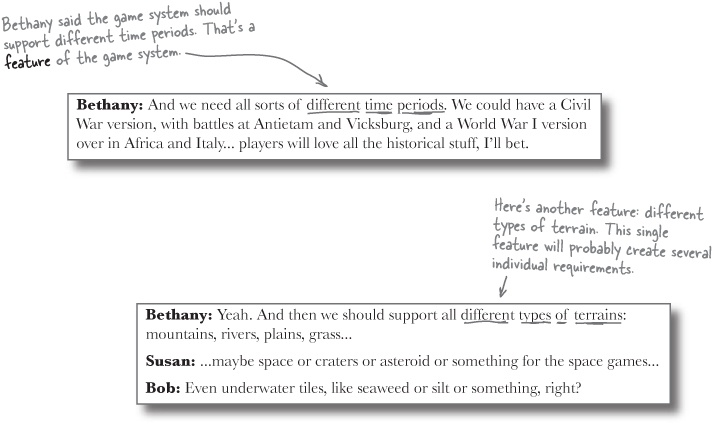 Bethany said the game system should
support different time periods. That's a
feature of the game system.
Bethany: And we need all sorts of different time periods. We could have a Civil
War version, with battles at Antietam and Vicksburg, and a World War I version
over in Africa and Italy... players will love all the historical stuff, I'll bet.
Here's another feature: different
types of terrain. This single
feature will probably create several
individual requirements.
Bethany: Yeah. And then we should support all different types of terrains:
mountains, rivers, plains, grass...
Susan: ...maybe space or craters or asteroid or something for the space games...
Bob: Even underwater tiles, like seaweed or silt or something, right?